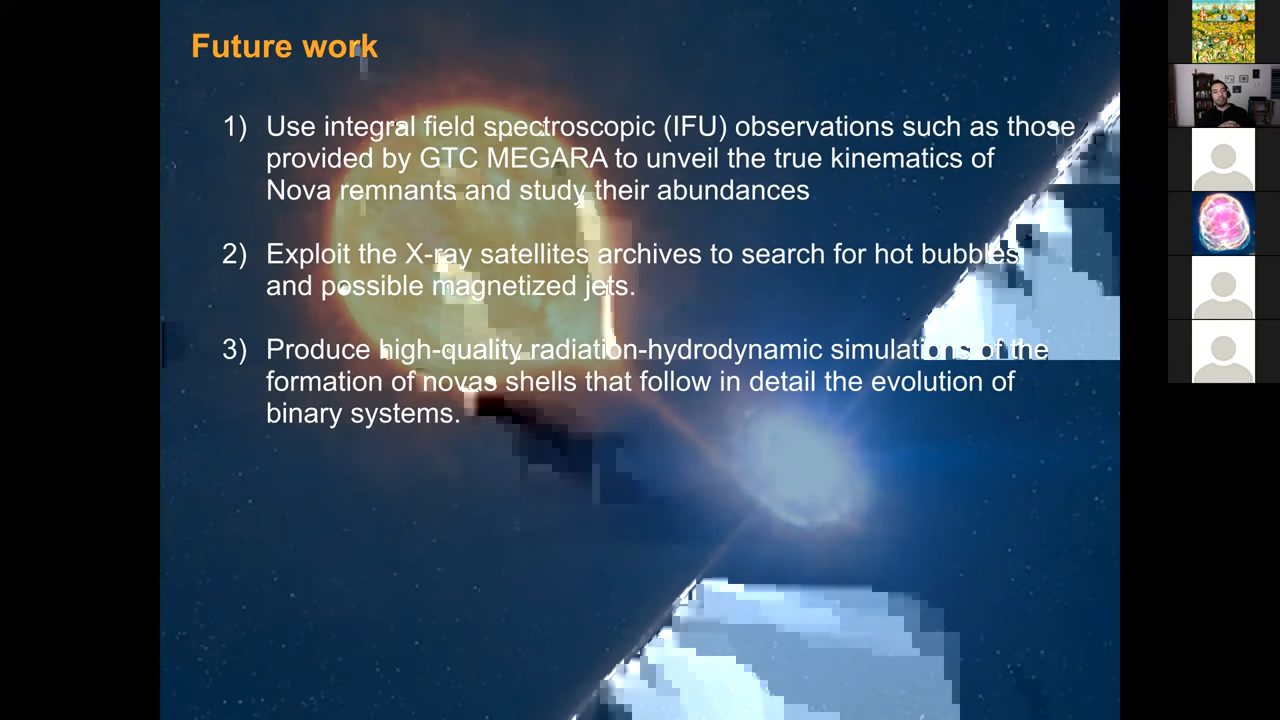 Future work
1) Use integral field spectroscopic (IFU) observations such as those
provided by GTC MEGARA to unveil the true kinematics of
Nova remnants and study their abundances
2) Exploit the X-ray satellites archives to search for hot bubbles
and possible magnetized jets.
3) Produce high-quality radiation-hydrodynamic simulations of the
formation of novas shells that follow in detail the evolution of
binary systems.